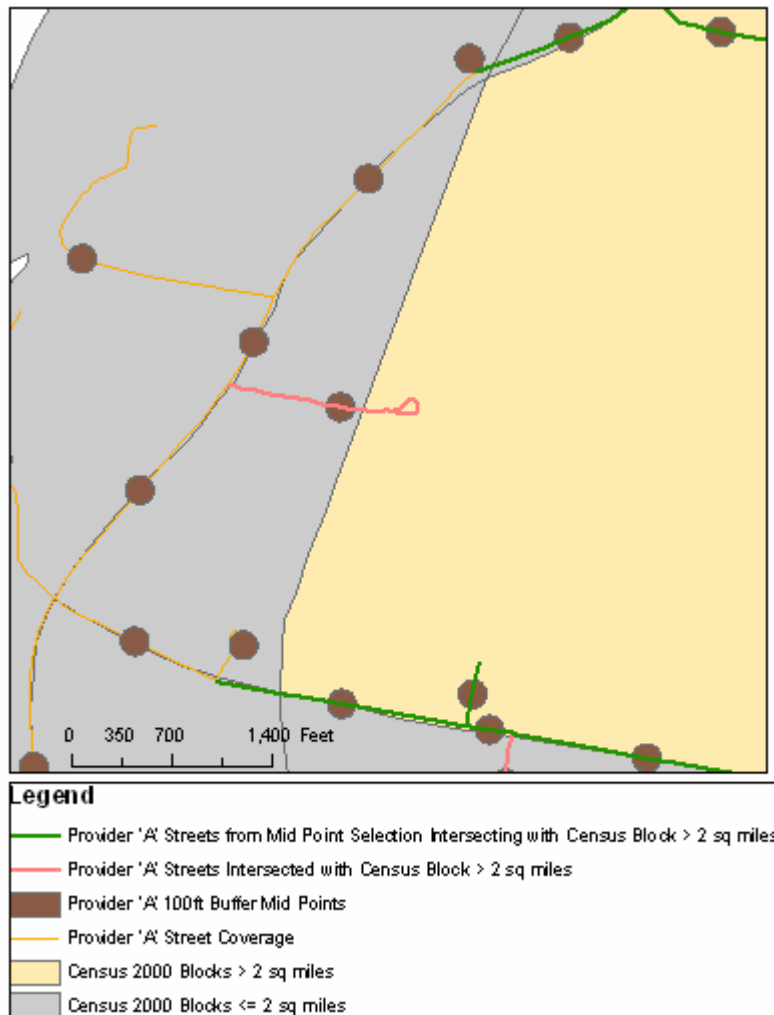 0 350 700 1,400 Feet
Legend
Provider 'A' Streets from Mid Point Selection Intersecting with Census Block > 2 sq miles
Provider 'A' Streets Intersected with Census Block > 2 sq miles
Provider 'A' 100ft Buffer Mid Points
Provider 'A' Street Coverage
Census 2000 Blocks > 2 sq miles
Census 2000 Blocks <= 2 sq miles